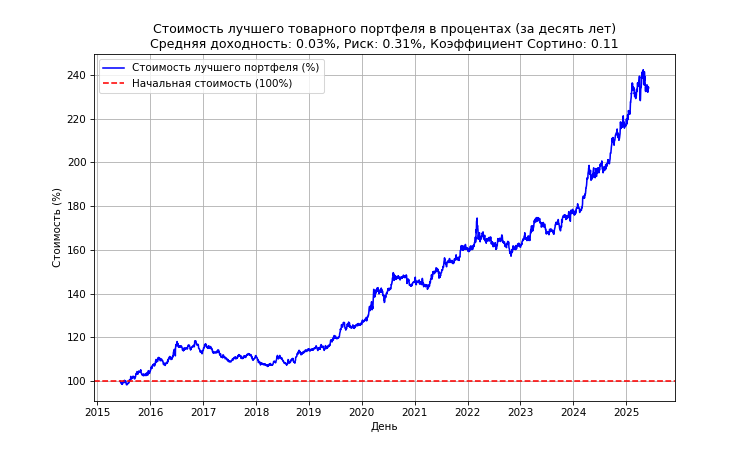 Стоимость лучшего товарного портфеля в процентах (за десять лет)
Средняя доходность: 0.03%, Риск: 0.31%, Коэффициент Сортино: 0.11
Стоимость лучшего портфеля (%)
Начальная стоимость (100%)
Стоимость (%)
240
220
200
180
160
140
120
100
2015 2016 2017 2018 2019 2020 2021 2022 2023 2024 2025
День